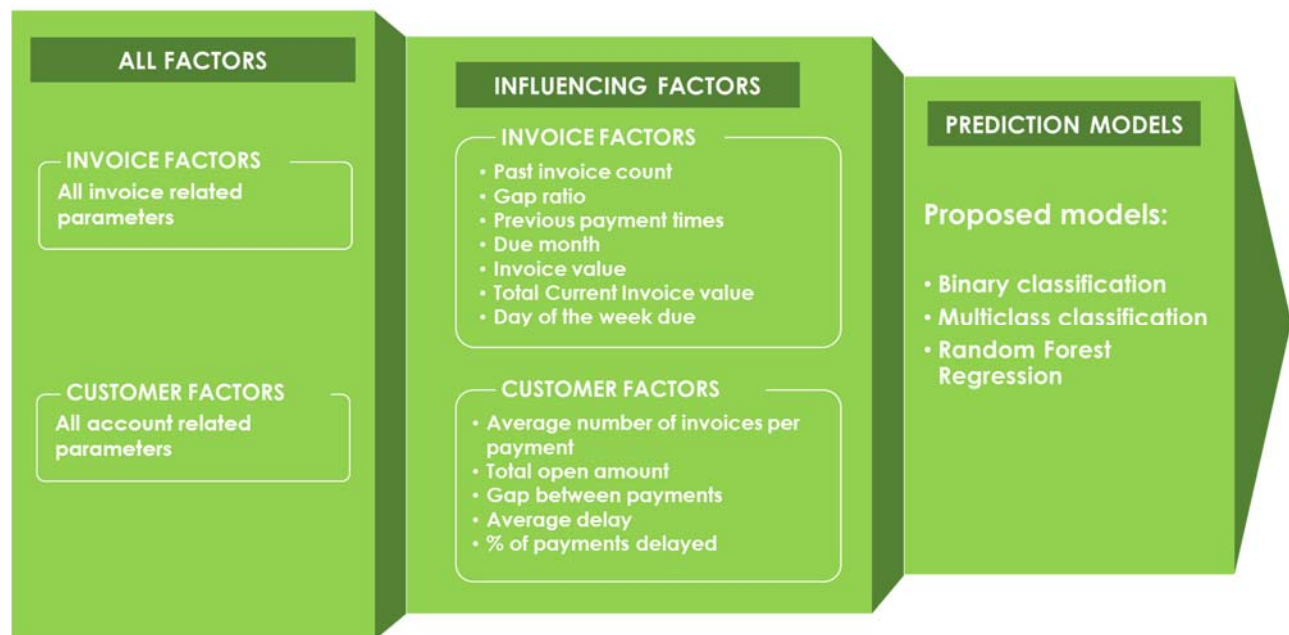 ALL FACTORS
INVOICE FACTORS
All invoice related
parameters
CUSTOMER FACTORS
All account related
parameters
INFLUENCING FACTORS
INVOICE FACTORS
• Past invoice count
• Gap ratio
• Previous payment times
• Due month
• Invoice value
• Total Current Invoice value
• Day of the week due
CUSTOMER FACTORS
• Average number of invoices per
payment
• Total open amount
• Gap between payments
• Average delay
• % of payments delayed
PREDICTION MODELS
Proposed models:
• Binary classification
• Multiclass classification
• Random Forest
Regression